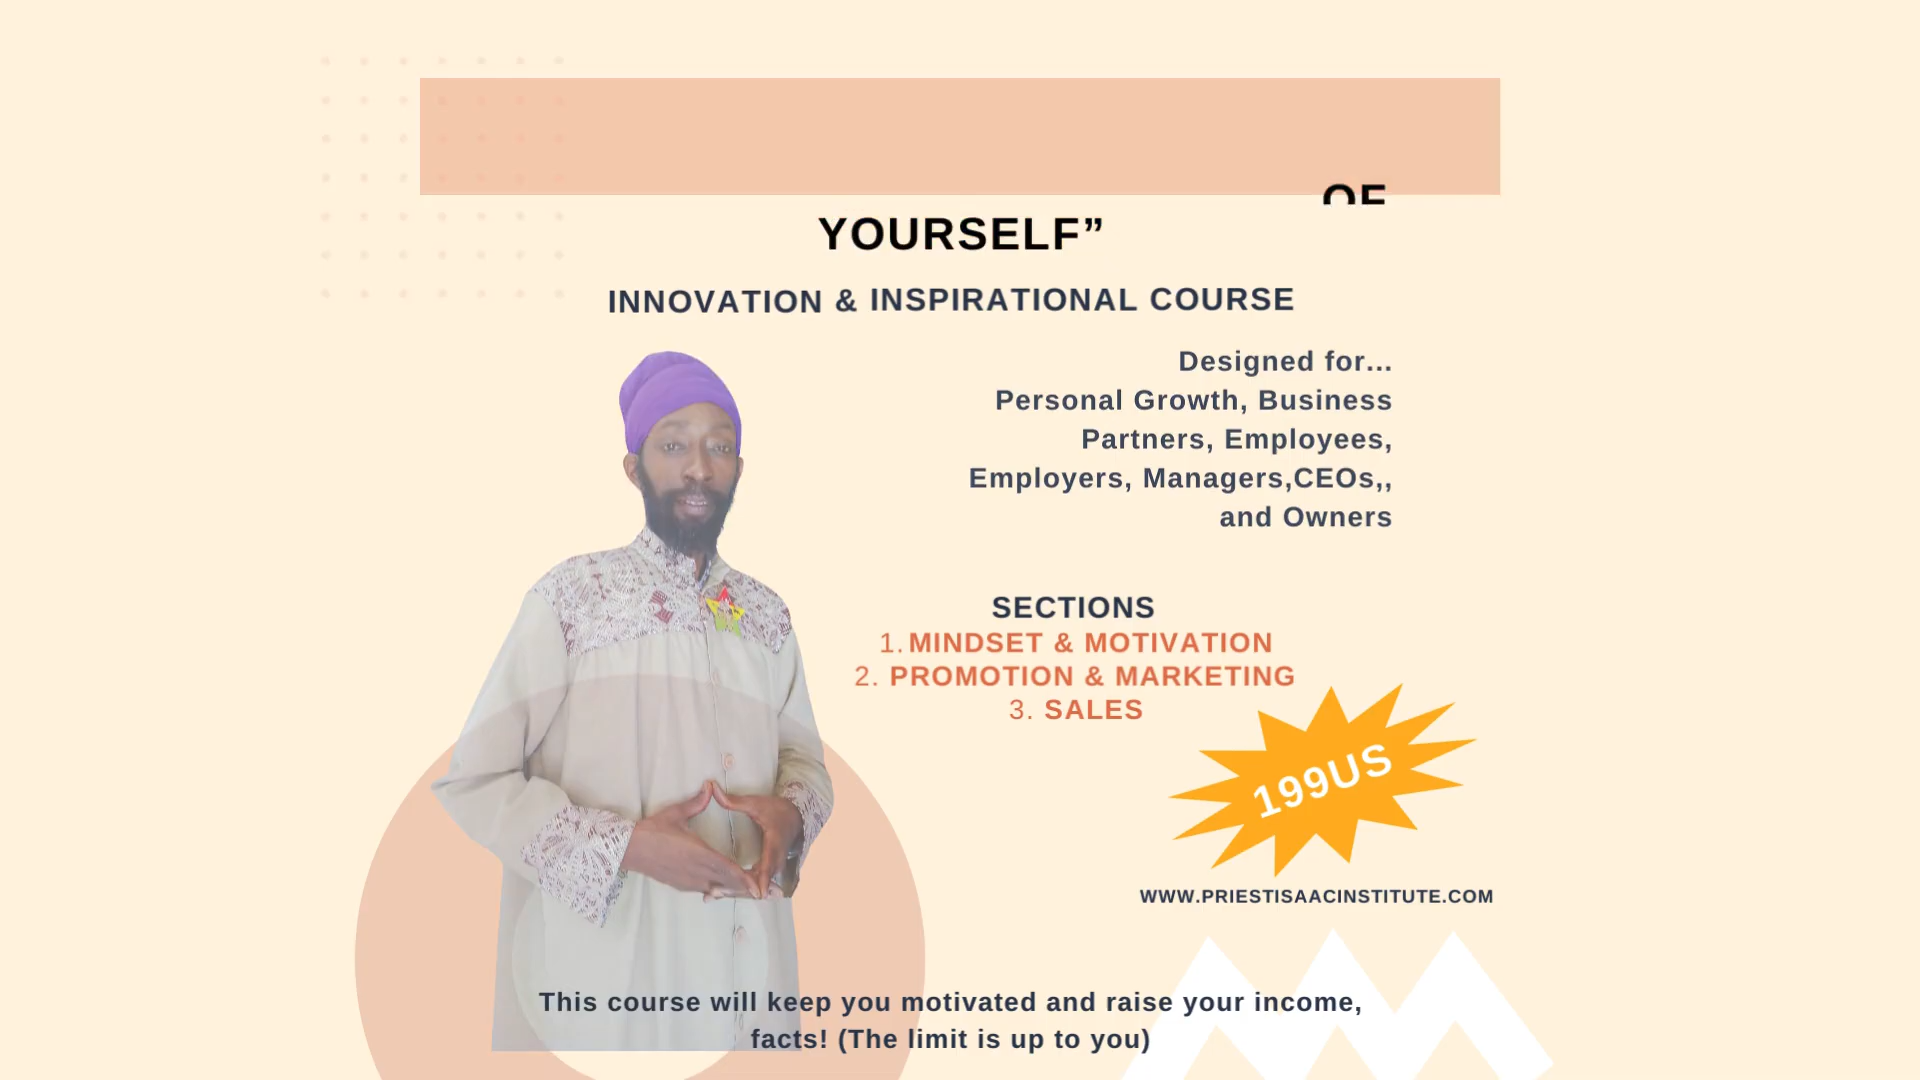 OF
YOURSELF”
INNOVATION & INSPIRATIONAL COURSE
Designed for...
Personal Growth, Business
Partners, Employees,
Employers, Managers,CEOs,,
and Owners
SECTIONS
1. MINDSET & MOTIVATION
2. PROMOTION & MARKETING
3. SALES
199US
WWW.PRIESTISAACINSTITUTE.COM
This course will keep you motivated and raise your income,
facts! (The limit is up to you)